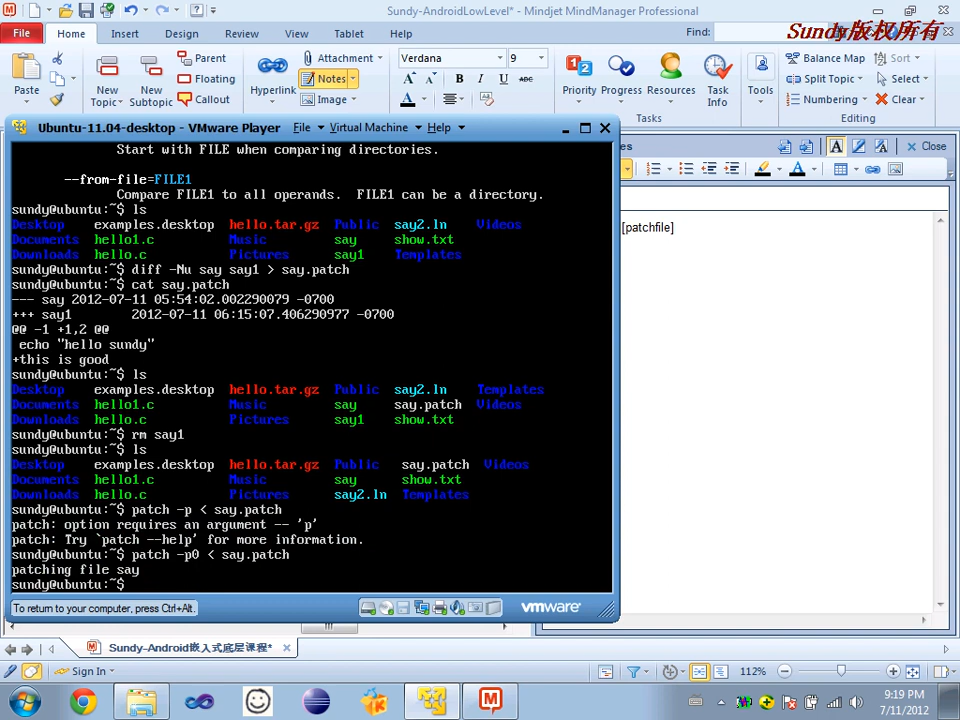 Sundy-AndroidLowLevel* - Mindjet MindManager Professional
File Home Insert Design Review View Tablet Help Find:
Sundy版权所有
Paste
New Topic
New Subtopic
Parent
Floating
Callout
Hyperlink
Attachment
Notes
Image
Verdana 9
B I U ABC
A
Priority
Progress
Resources
Task Info
Tasks
Tools
Balance Map
Split Topic
Numbering
Sort
Select
Clear
Editing
Ubuntu-11.04-desktop - VMware Player File Virtual Machine Help
Close
[patchfile]
Start with FILE when comparing directories.
--from-file=FILE1
Compare FILE1 to all operands. FILE1 can be a directory.
sundy@ubuntu:~$ ls
Desktop examples.desktop hello.tar.gz Public say2.ln Videos
Documents hello1.c Music say show.txt
Downloads hello.c Pictures say1 Templates
sundy@ubuntu:~$ diff -Nu say say1 > say.patch
sundy@ubuntu:~$ cat say.patch
--- say 2012-07-11 05:54:02.002290079 -0700
+++ say1 2012-07-11 06:15:07.406290977 -0700
@@ -1 +1,2 @@
echo "hello sundy"
+this is good
sundy@ubuntu:~$ ls
Desktop examples.desktop hello.tar.gz Public say2.ln Templates
Documents hello1.c Music say say.patch Videos
Downloads hello.c Pictures say1 show.txt
sundy@ubuntu:~$ rm say1
sundy@ubuntu:~$ ls
Desktop examples.desktop hello.tar.gz Public say.patch Videos
Documents hello1.c Music say show.txt
Downloads hello.c Pictures say2.ln Templates
sundy@ubuntu:~$ patch -p < say.patch
patch: option requires an argument -- 'p'
patch: Try `patch --help' for more information.
sundy@ubuntu:~$ patch -p0 < say.patch
patching file say
sundy@ubuntu:~$
To return to your computer, press Ctrl+Alt.
vmware
Sundy-Android嵌入式底层课程*
Sign In
112%
9:19 PM
7/11/2012